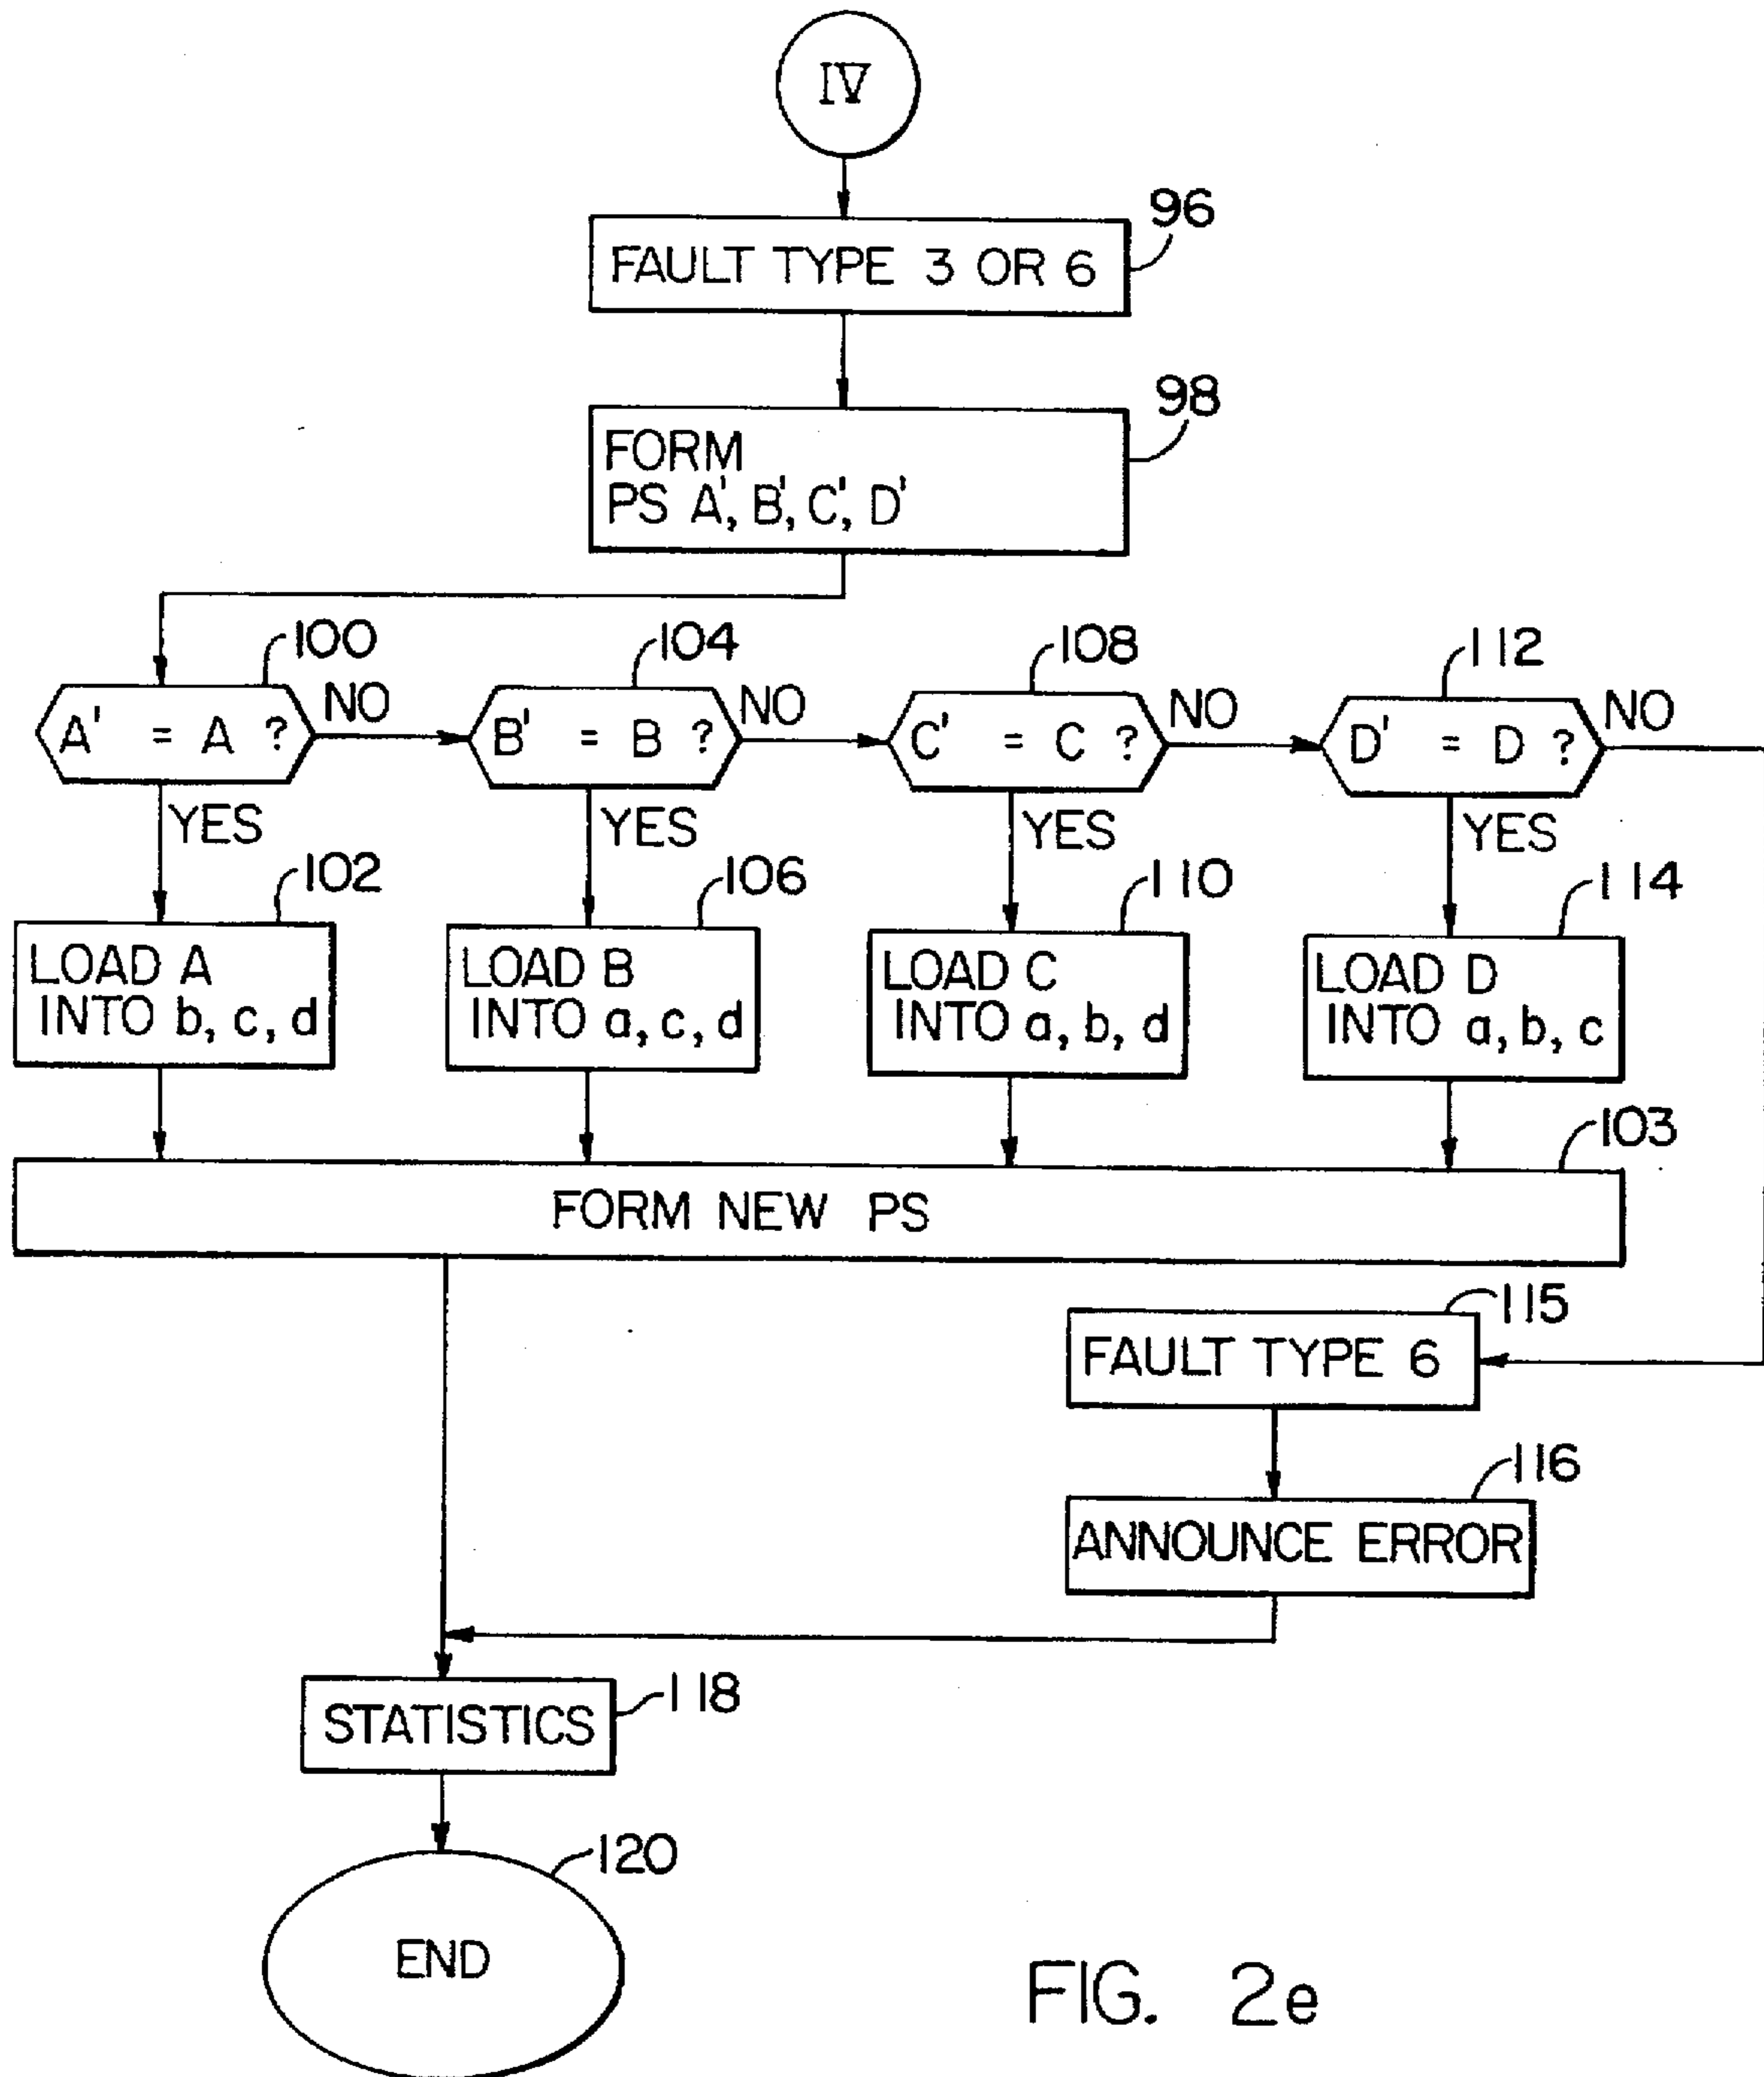 IV
96
FAULT TYPE 3 OR 6
98
FORM
PS A', B', C', D'
100
104
108
112
A' = A ?
NO
B' = B ?
NO
C' = C ?
NO
D' = D ?
NO
YES
YES
YES
YES
102
106
110
114
LOAD A
INTO b, c, d
LOAD B
INTO a, c, d
LOAD C
INTO a, b, d
LOAD D
INTO a, b, c
103
FORM NEW PS
115
FAULT TYPE 6
116
ANNOUNCE ERROR
118
STATISTICS
120
END
FIG. 2e